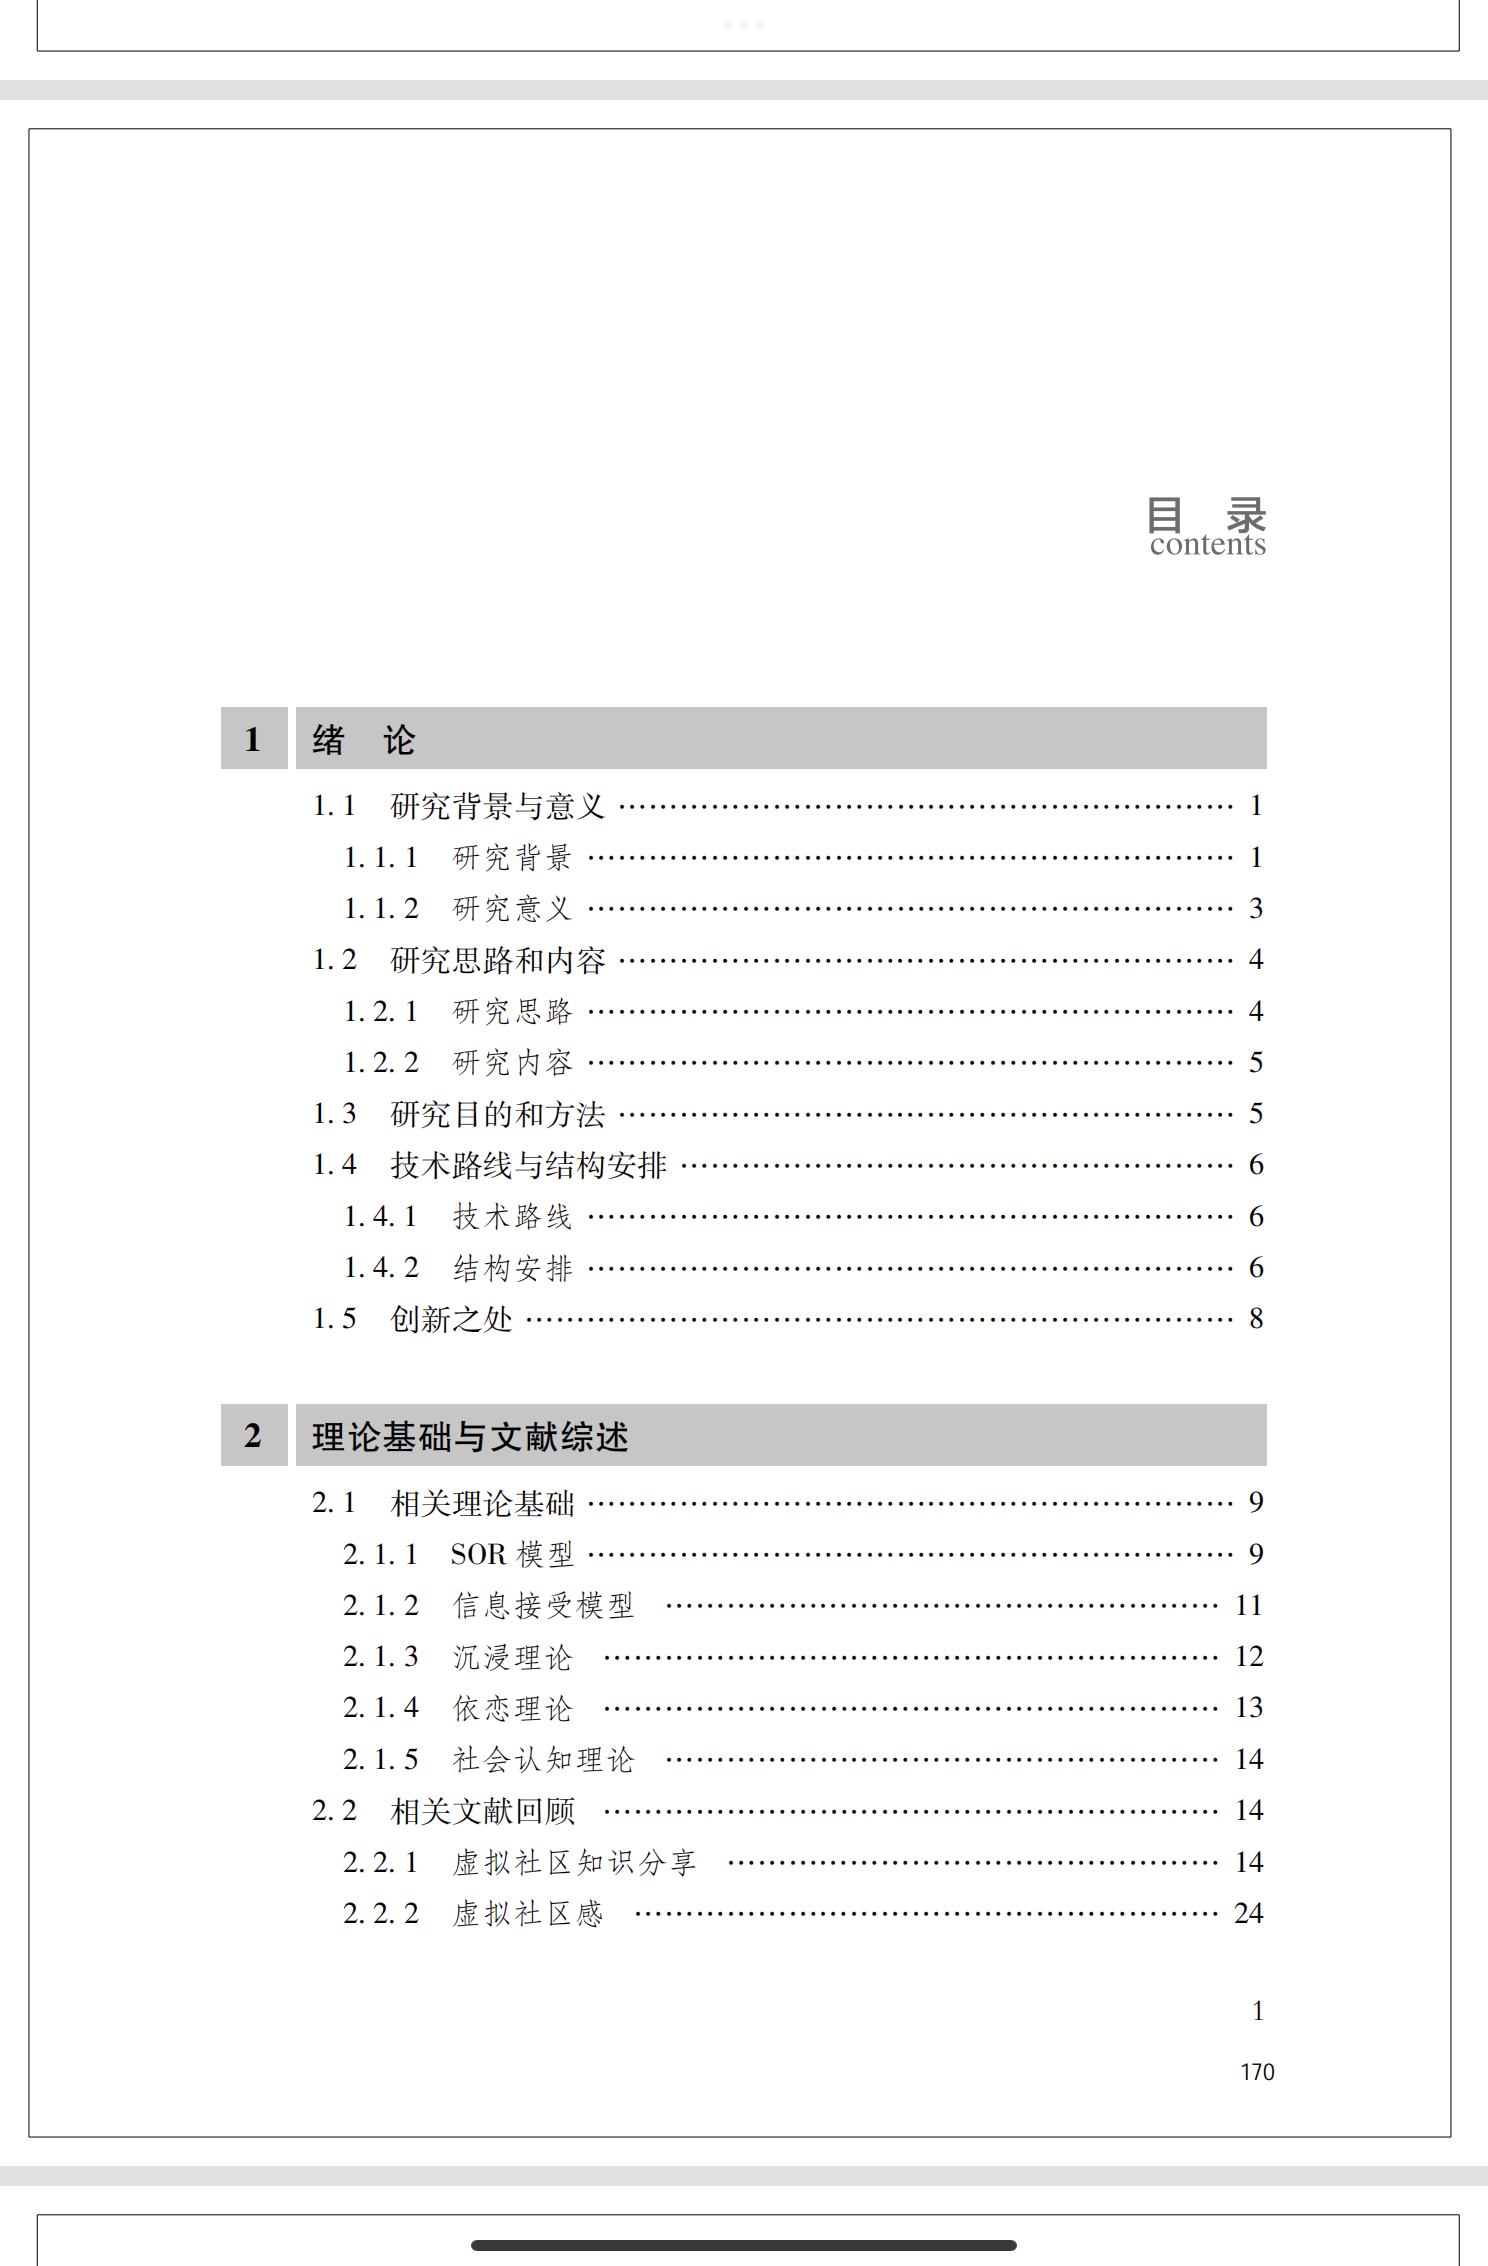 目 录
contents
1 绪 论
1.1 研究背景与意义 …… 1
1.1.1 研究背景 …… 1
1.1.2 研究意义 …… 3
1.2 研究思路和内容 …… 4
1.2.1 研究思路 …… 4
1.2.2 研究内容 …… 5
1.3 研究目的和方法 …… 5
1.4 技术路线与结构安排 …… 6
1.4.1 技术路线 …… 6
1.4.2 结构安排 …… 6
1.5 创新之处 …… 8
2 理论基础与文献综述
2.1 相关理论基础 …… 9
2.1.1 SOR 模型 …… 9
2.1.2 信息接受模型 …… 11
2.1.3 沉浸理论 …… 12
2.1.4 依恋理论 …… 13
2.1.5 社会认知理论 …… 14
2.2 相关文献回顾 …… 14
2.2.1 虚拟社区知识分享 …… 14
2.2.2 虚拟社区感 …… 24
1
170